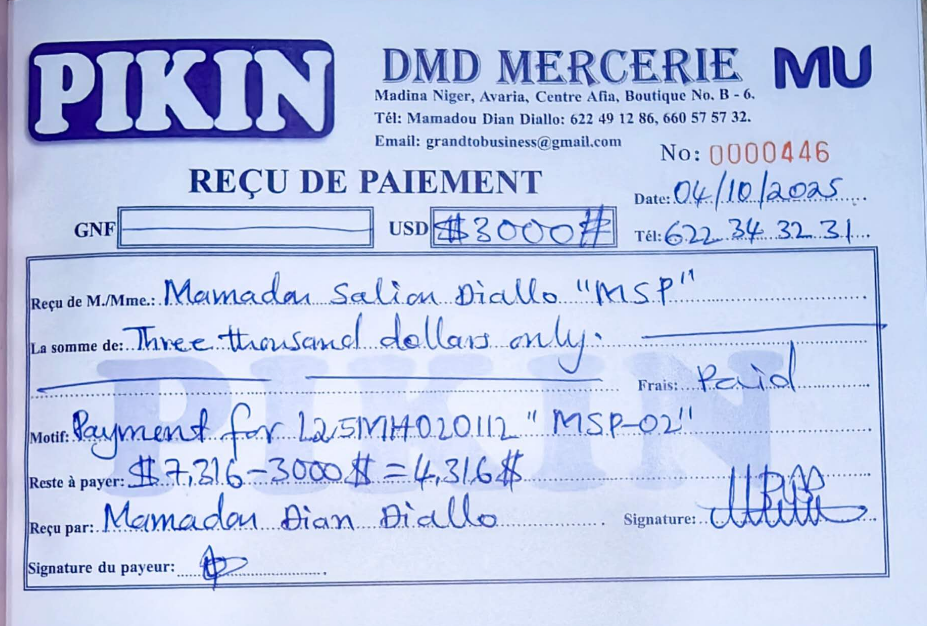 PIKIN
DMD MERCERIE MU
Madina Niger, Avaria, Centre Afia, Boutique No. B - 6.
Tél: Mamadou Dian Diallo: 622 49 12 86, 660 57 57 32.
Email: grandtobusiness@gmail.com
No: 0000446
REÇU DE PAIEMENT
Date: 04/10/2025
GNF USD $3000#
Tél: 622 34 32 31
Reçu de M./Mme.: Mamadou Saliou Diallo "MSP"
La somme de: Three thousand dollars only.
Frais: Paid
Motif: Payment for L25MH020112 "MSP-02"
Reste à payer: $7,316-3000$=4,316$
Reçu par: Mamadou Dian Diallo Signature:
Signature du payeur:
PIKIN